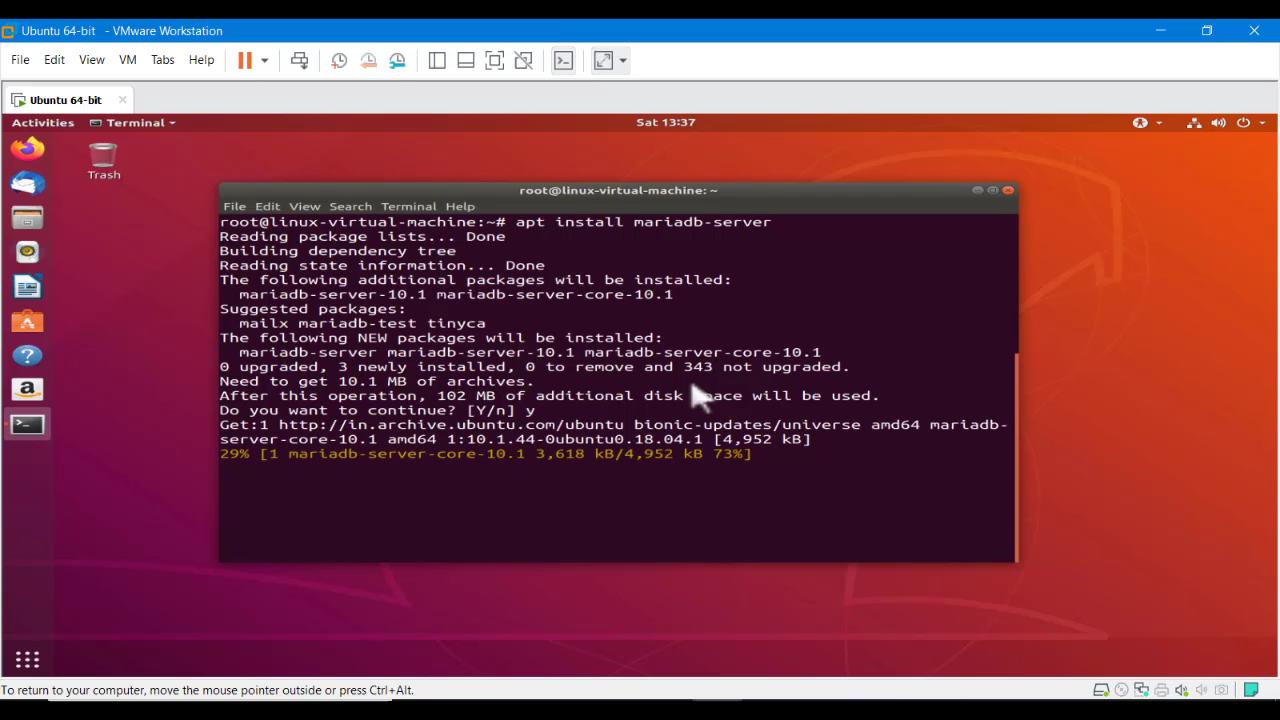 Ubuntu 64-bit - VMware Workstation
File Edit View VM Tabs Help
Ubuntu 64-bit
Activities Terminal Sat 13:37
Trash
root@linux-virtual-machine: ~
File Edit View Search Terminal Help
root@linux-virtual-machine:~# apt install mariadb-server
Reading package lists... Done
Building dependency tree
Reading state information... Done
The following additional packages will be installed:
mariadb-server-10.1 mariadb-server-core-10.1
Suggested packages:
mailx mariadb-test tinyca
The following NEW packages will be installed:
mariadb-server mariadb-server-10.1 mariadb-server-core-10.1
0 upgraded, 3 newly installed, 0 to remove and 343 not upgraded.
Need to get 10.1 MB of archives.
After this operation, 102 MB of additional disk space will be used.
Do you want to continue? [Y/n] y
Get:1 http://in.archive.ubuntu.com/ubuntu bionic-updates/universe amd64 mariadb-
server-core-10.1 amd64 1:10.1.44-0ubuntu0.18.04.1 [4,952 kB]
29% [1 mariadb-server-core-10.1 3,618 kB/4,952 kB 73%]
To return to your computer, move the mouse pointer outside or press Ctrl+Alt.